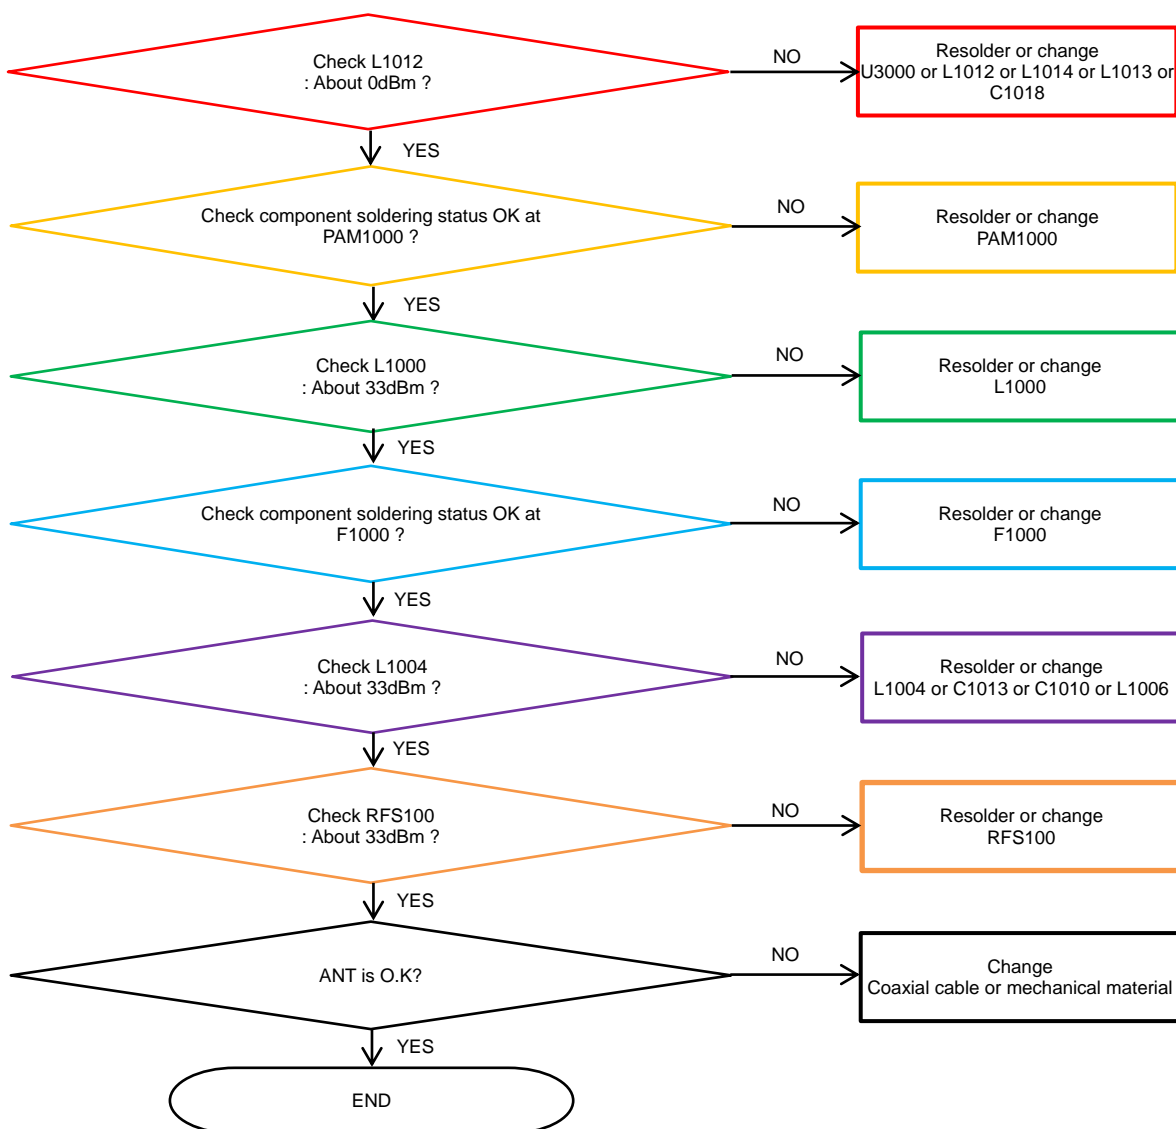 Check L1012
: About 0dBm ?
NO
Resolder or change
U3000 or L1012 or L1014 or L1013 or
C1018
YES
Check component soldering status OK at
PAM1000 ?
NO
Resolder or change
PAM1000
YES
Check L1000
: About 33dBm ?
NO
Resolder or change
L1000
YES
Check component soldering status OK at
F1000 ?
NO
Resolder or change
F1000
YES
Check L1004
: About 33dBm ?
NO
Resolder or change
L1004 or C1013 or C1010 or L1006
YES
Check RFS100
: About 33dBm ?
NO
Resolder or change
RFS100
YES
ANT is O.K?
NO
Change
Coaxial cable or mechanical material
YES
END